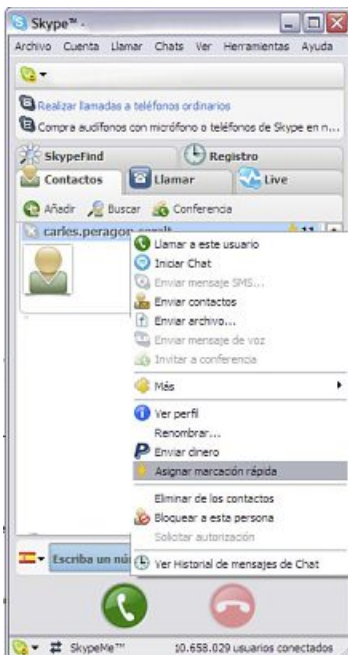 Skype™ -
Archivo Cuenta Llamar Chats Ver Herramientas Ayuda
Realizar llamadas a teléfonos ordinarios
Compra audífonos con micrófono o teléfonos de Skype en n...
SkypeFind Registro
Contactos Llamar Live
Añadir Buscar Conferencia
carles.peragon
Llamar a este usuario
Iniciar Chat
Enviar mensaje SMS...
Enviar contactos
Enviar archivo...
Enviar mensaje de voz
Invitar a conferencia
Más
Ver perfil
Renombrar...
Enviar dinero
Asignar marcación rápida
Eliminar de los contactos
Bloquear a esta persona
Solicitar autorización
Escriba un nú
Ver Historial de mensajes de Chat
SkypeMe™ 10.658.029 usuarios conectados